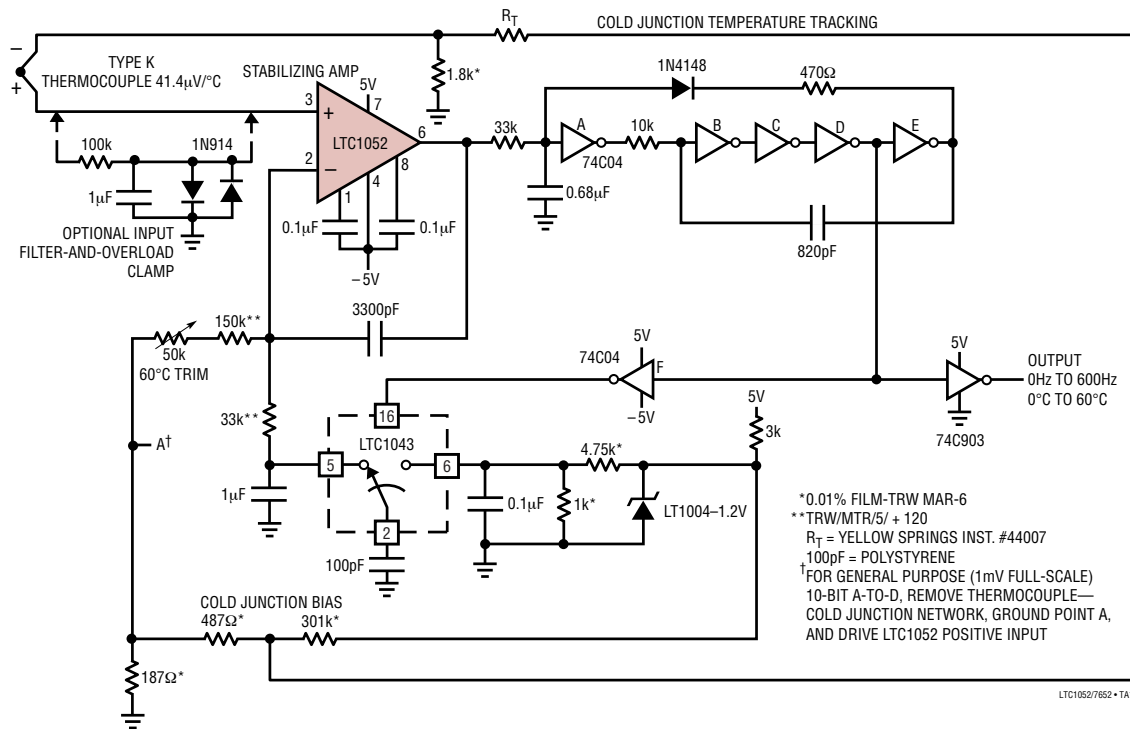 R_T
COLD JUNCTION TEMPERATURE TRACKING
–
+
TYPE K
THERMOCOUPLE 41.4µV/°C
STABILIZING AMP
1.8k*
1N4148
470Ω
5V
7
3
+
LTC1052
6
2
–
8
1
4
33k
A
74C04
10k
B
C
D
E
0.68µF
820pF
100k
1N914
1µF
OPTIONAL INPUT
FILTER-AND-OVERLOAD
CLAMP
0.1µF
0.1µF
–5V
3300pF
150k**
50k
60°C TRIM
5V
74C04
F
–5V
5V
74C903
OUTPUT
0Hz TO 600Hz
0°C TO 60°C
33k**
A†
16
LTC1043
5
6
2
1µF
100pF
0.1µF
1k*
4.75k*
5V
3k
LT1004–1.2V
COLD JUNCTION BIAS
487Ω*
301k*
187Ω*
*0.01% FILM-TRW MAR-6
**TRW/MTR/5/ + 120
R_T = YELLOW SPRINGS INST. #44007
100pF = POLYSTYRENE
†FOR GENERAL PURPOSE (1mV FULL-SCALE)
10-BIT A-TO-D, REMOVE THERMOCOUPLE—
COLD JUNCTION NETWORK, GROUND POINT A,
AND DRIVE LTC1052 POSITIVE INPUT
LTC1052/7652 • TA